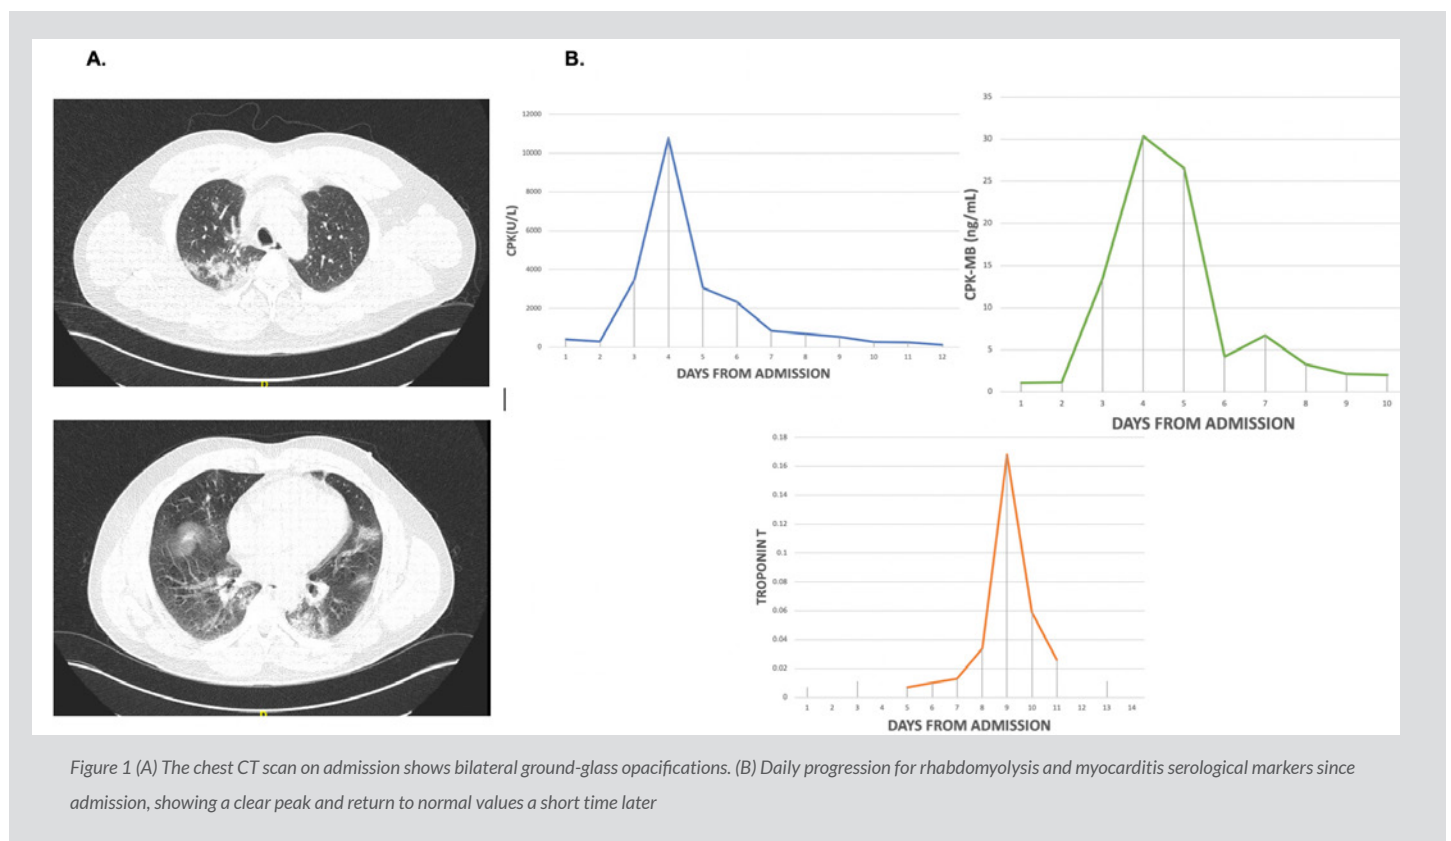 A.
B.
12000
10000
8000
6000
4000
2000
0
CPK(U/L)
1 2 3 4 5 6 7 8 9 10 11 12
DAYS FROM ADMISSION
35
30
25
20
15
10
5
0
CPK-MB (ng/mL)
1 2 3 4 5 6 7 8 9 10
DAYS FROM ADMISSION
0.18
0.16
0.14
0.12
0.1
0.08
0.06
0.04
0.02
0
TROPONIN T
1 2 3 4 5 6 7 8 9 10 11 12 13 14
DAYS FROM ADMISSION
Figure 1 (A) The chest CT scan on admission shows bilateral ground-glass opacifications. (B) Daily progression for rhabdomyolysis and myocarditis serological markers since
admission, showing a clear peak and return to normal values a short time later